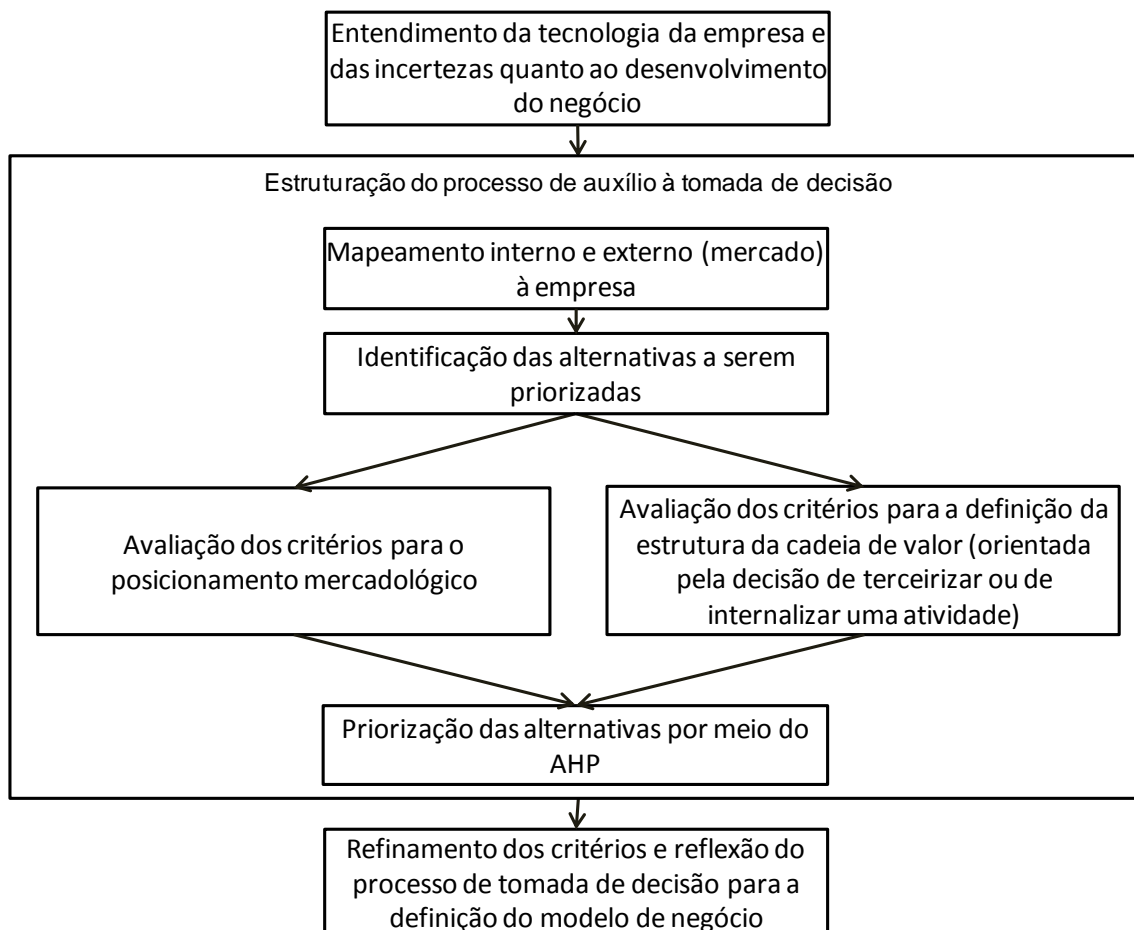 Entendimento da tecnologia da empresa e
das incertezas quanto ao desenvolvimento
do negócio
Estruturação do processo de auxílio à tomada de decisão
Mapeamento interno e externo (mercado)
à empresa
Identificação das alternativas a serem
priorizadas
Avaliação dos critérios para o
posicionamento mercadológico
Avaliação dos critérios para a definição da
estrutura da cadeia de valor (orientada
pela decisão de terceirizar ou de
internalizar uma atividade)
Priorização das alternativas por meio do
AHP
Refinamento dos critérios e reflexão do
processo de tomada de decisão para a
definição do modelo de negócio